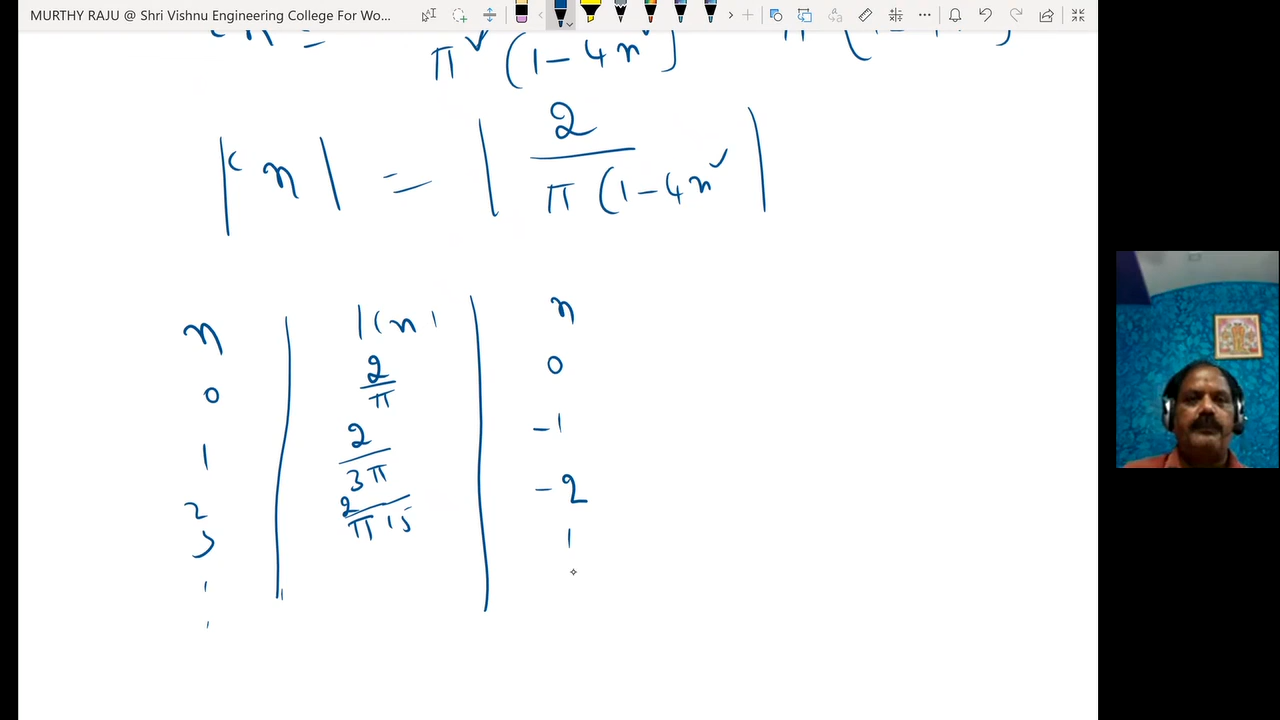 MURTHY RAJU @ Shri Vishnu Engineering College For Wo...
π² (1-4n²)
|Cn| = | 2 / π (1-4n² |
n |Cn| n
0 2/π 0
1 2/3π -1
2 2/π15 -2
3